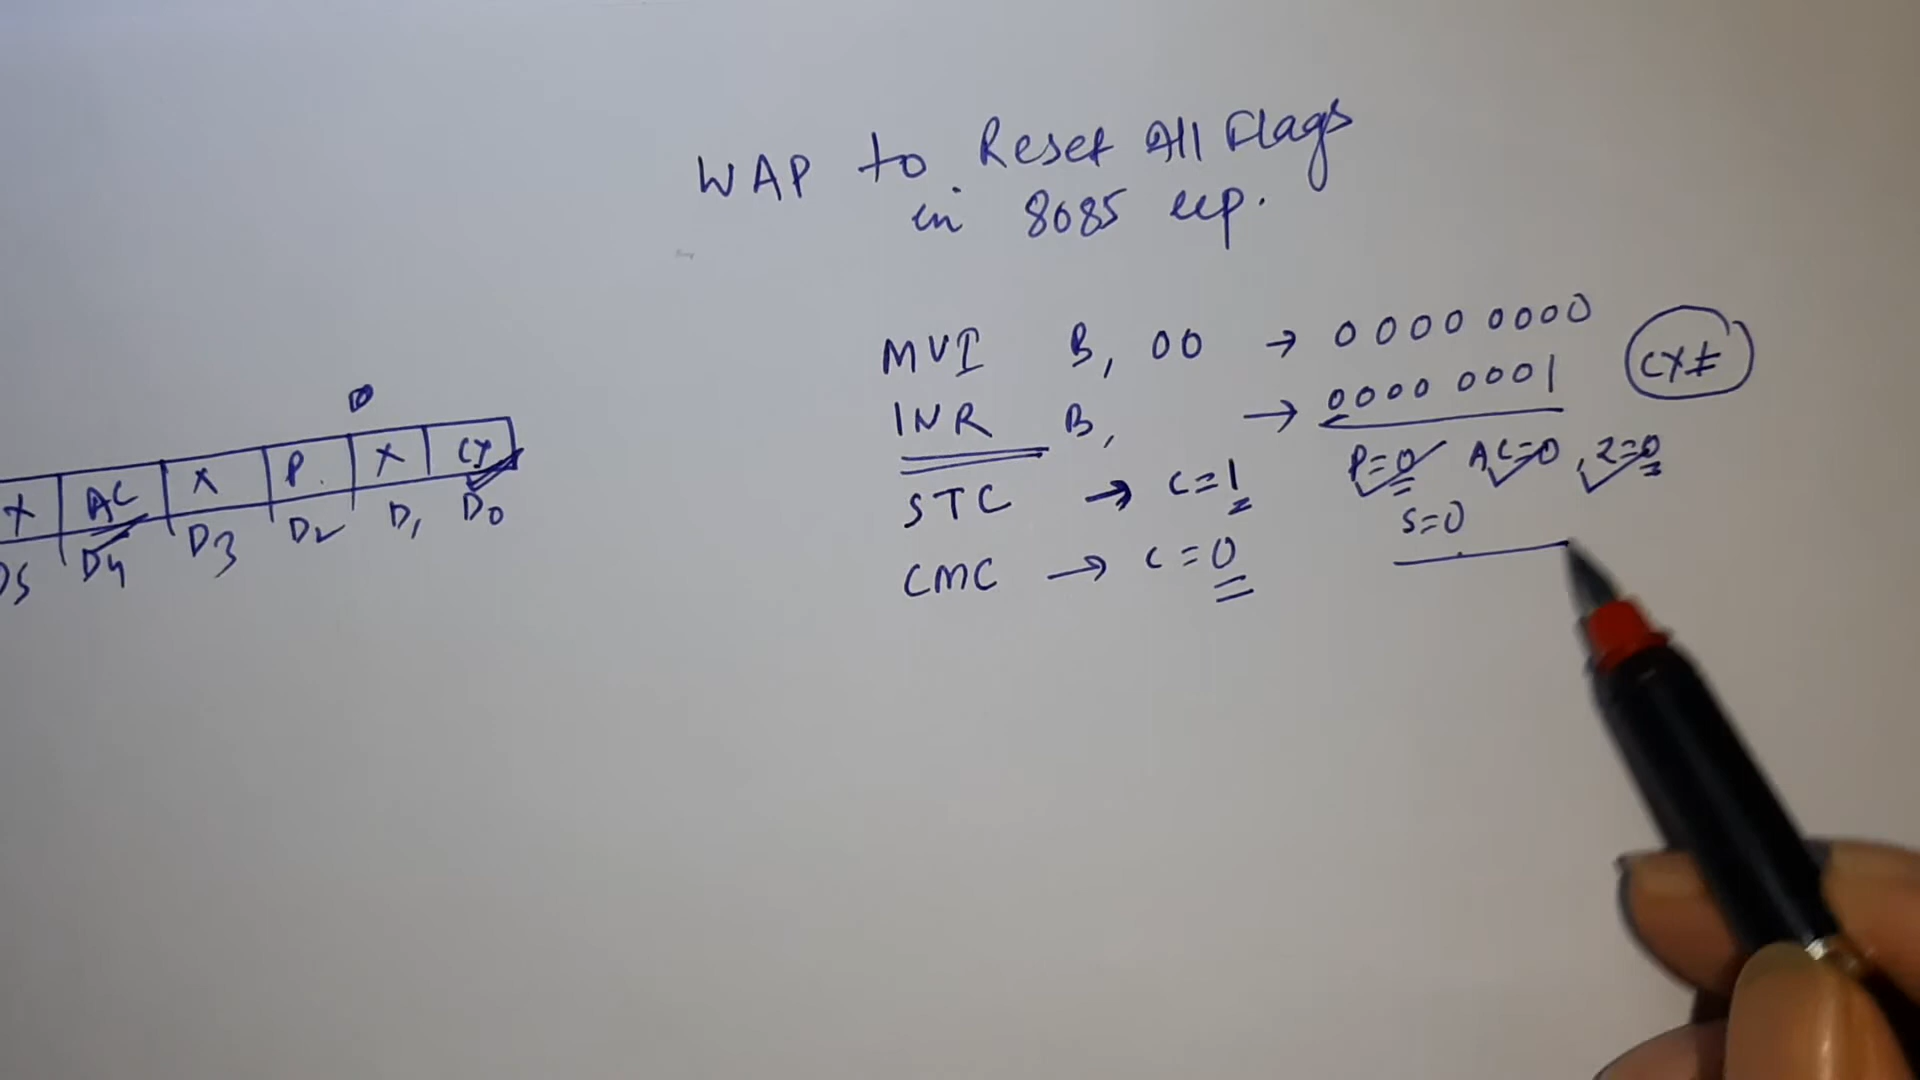 WAP to Reset All Flags
in 8085 up.
MVI B, 00 → 0000 0000
CY≠
INR B, → 0000 0001
P=0 AC=0, Z=0
STC → C=1
S=0
CMC → C=0
X AC X P. X CY
D5 D4 D3 D2 D1 D0